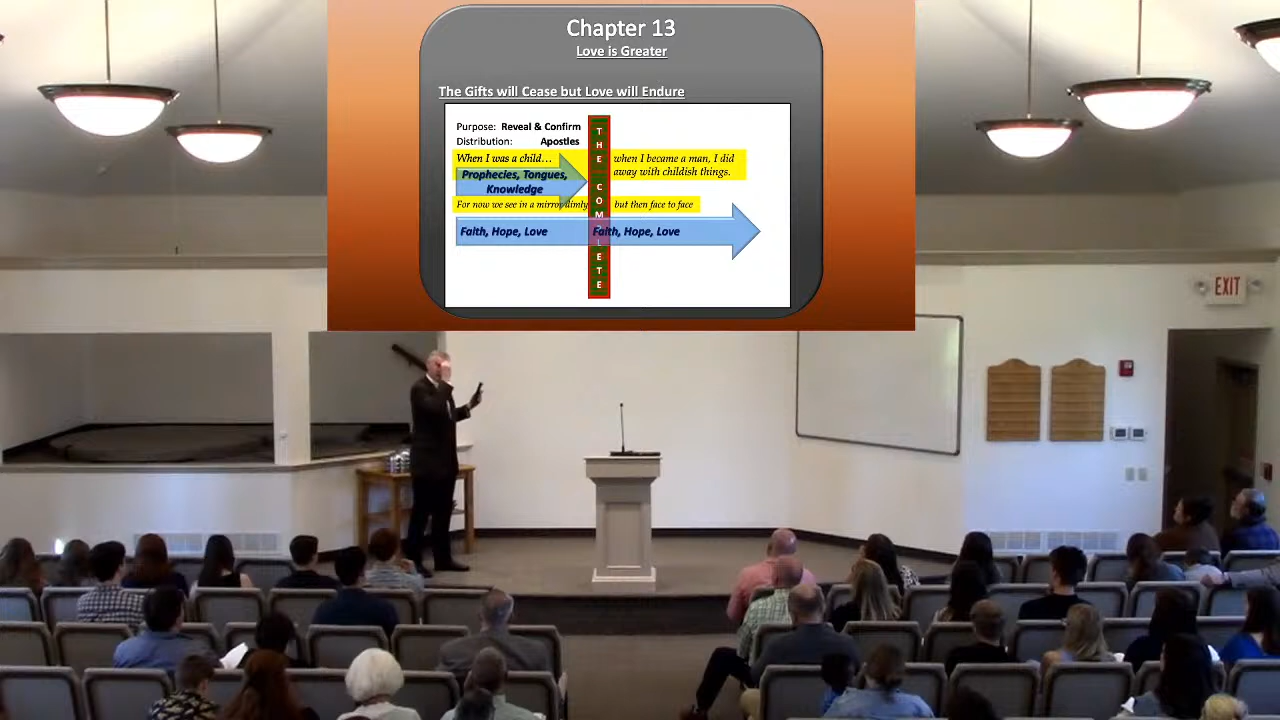 Chapter 13
Love is Greater
The Gifts will Cease but Love will Endure
Purpose: Reveal & Confirm
Distribution: Apostles
When I was a child...
when I became a man, I did
away with childish things.
Prophecies, Tongues,
Knowledge
For now we see in a mirror dimly
but then face to face
Faith, Hope, Love
Faith, Hope, Love
THE COMLETE
EXIT